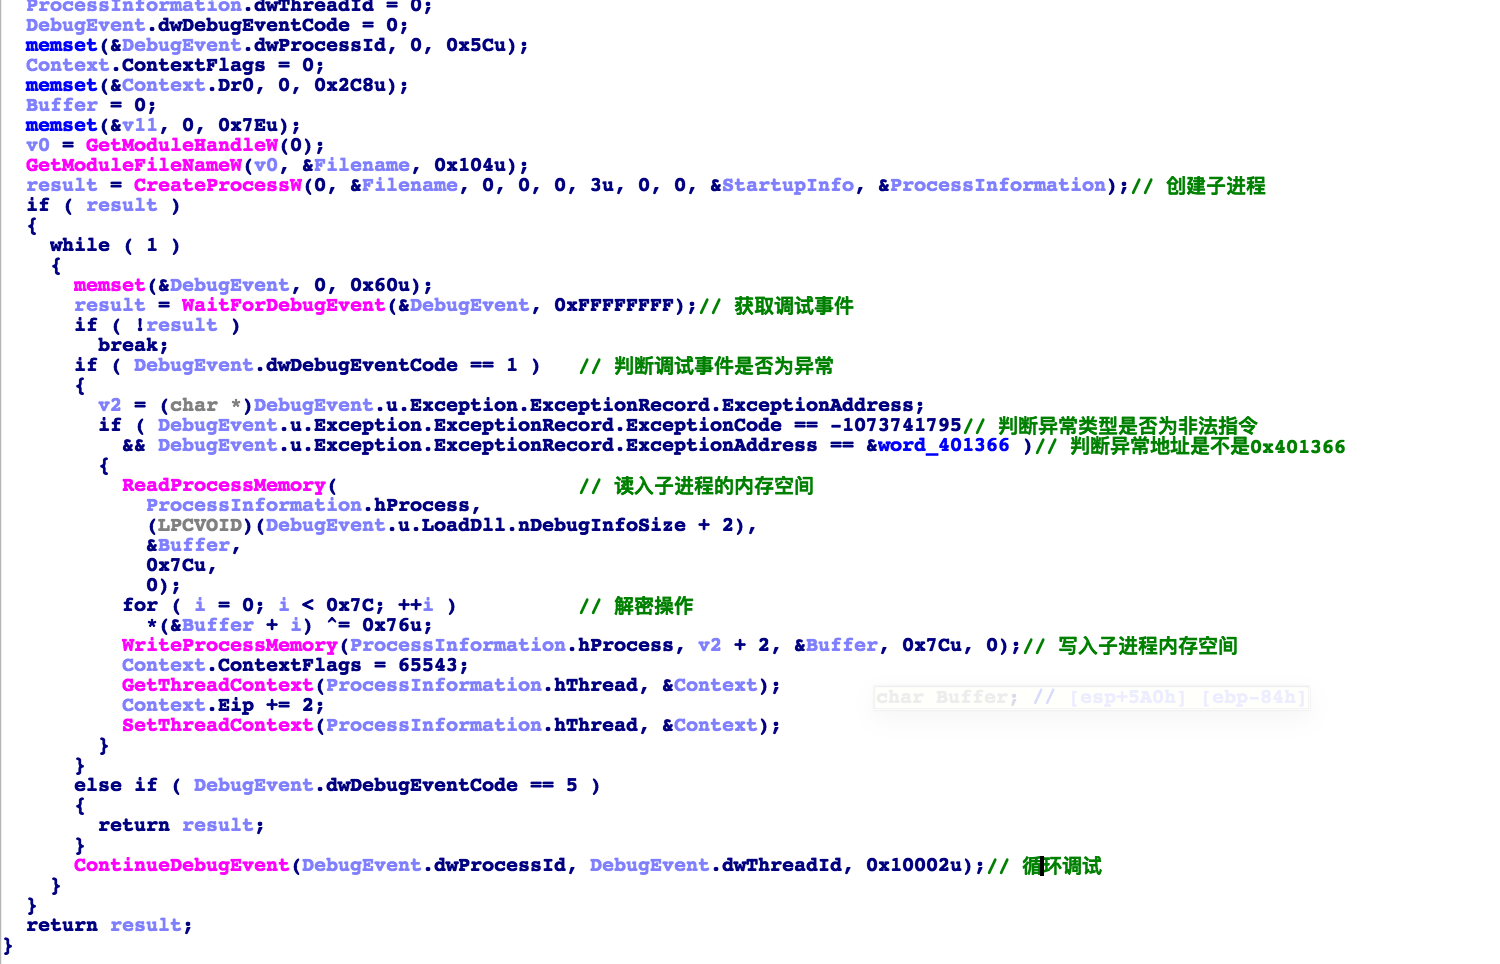 ProcessInformation.dwThreadId = 0;
DebugEvent.dwDebugEventCode = 0;
memset(&DebugEvent.dwProcessId, 0, 0x5Cu);
Context.ContextFlags = 0;
memset(&Context.Dr0, 0, 0x2C8u);
Buffer = 0;
memset(&v11, 0, 0x7Eu);
v0 = GetModuleHandleW(0);
GetModuleFileNameW(v0, &Filename, 0x104u);
result = CreateProcessW(0, &Filename, 0, 0, 0, 3u, 0, 0, &StartupInfo, &ProcessInformation);// 创建子进程
if ( result )
{
while ( 1 )
{
memset(&DebugEvent, 0, 0x60u);
result = WaitForDebugEvent(&DebugEvent, 0xFFFFFFFF);// 获取调试事件
if ( !result )
break;
if ( DebugEvent.dwDebugEventCode == 1 ) // 判断调试事件是否为异常
{
v2 = (char *)DebugEvent.u.Exception.ExceptionRecord.ExceptionAddress;
if ( DebugEvent.u.Exception.ExceptionRecord.ExceptionCode == -1073741795// 判断异常类型是否为非法指令
&& DebugEvent.u.Exception.ExceptionRecord.ExceptionAddress == &word_401366 )// 判断异常地址是不是0x401366
{
ReadProcessMemory( // 读入子进程的内存空间
ProcessInformation.hProcess,
(LPCVOID)(DebugEvent.u.LoadDll.nDebugInfoSize + 2),
&Buffer,
0x7Cu,
0);
for ( i = 0; i < 0x7C; ++i ) // 解密操作
*(&Buffer + i) ^= 0x76u;
WriteProcessMemory(ProcessInformation.hProcess, v2 + 2, &Buffer, 0x7Cu, 0);// 写入子进程内存空间
Context.ContextFlags = 65543;
GetThreadContext(ProcessInformation.hThread, &Context);
char Buffer; // [esp+5A0h] [ebp-84h]
Context.Eip += 2;
SetThreadContext(ProcessInformation.hThread, &Context);
}
}
else if ( DebugEvent.dwDebugEventCode == 5 )
{
return result;
}
ContinueDebugEvent(DebugEvent.dwProcessId, DebugEvent.dwThreadId, 0x10002u);// 循环调试
}
}
return result;
}